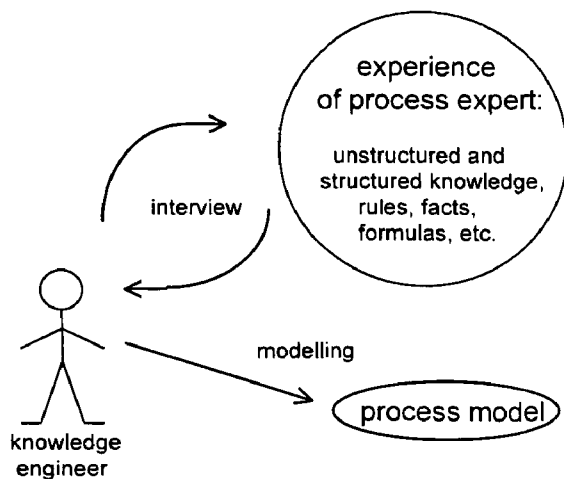 experience
of process expert:
unstructured and
structured knowledge,
rules, facts,
formulas, etc.
interview
modelling
process model
knowledge
engineer